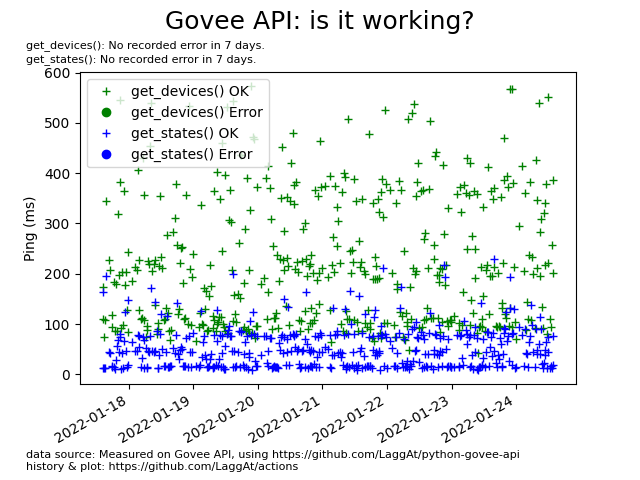 Govee API: is it working?
get_devices(): No recorded error in 7 days.
get_states(): No recorded error in 7 days.
600
500
400
300
200
100
0
Ping (ms)
get_devices() OK
get_devices() Error
get_states() OK
get_states() Error
2022-01-18
2022-01-19
2022-01-20
2022-01-21
2022-01-22
2022-01-23
2022-01-24
data source: Measured on Govee API, using https://github.com/LaggAt/python-govee-api
history & plot: https://github.com/LaggAt/actions